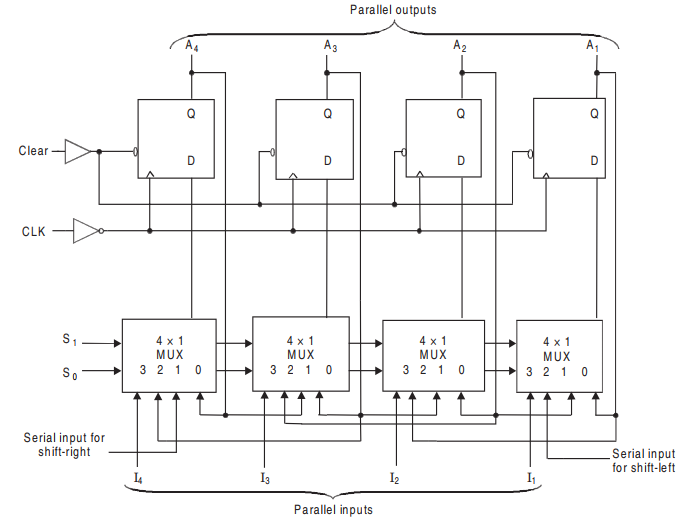 Parallel outputs
A4 A3 A2 A1
Q Q Q Q
Clear
D D D D
CLK
S1
4 x 1 4 x 1 4 x 1 4 x 1
MUX MUX MUX MUX
S0
3 2 1 0 3 2 1 0 3 2 1 0 3 2 1 0
Serial input for
shift-right
Serial input
for shift-left
I4 I3 I2 I1
Parallel inputs